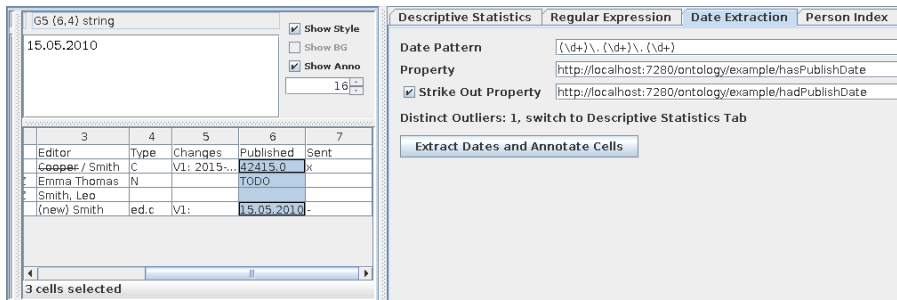 G5 (6,4) string
15.05.2010
Show Style
Show BG
Show Anno
16
3 4 5 6 7
Editor Type Changes Published Sent
Cooper / Smith C V1: 2015-... 42415.0 x
Emma Thomas N TODO
Smith, Leo
(new) Smith ed.c V1: 15.05.2010 -
3 cells selected
Descriptive Statistics Regular Expression Date Extraction Person Index
Date Pattern (\d+)\.(\d+)\.(\d+)
Property http://localhost:7280/ontology/example/hasPublishDate
Strike Out Property http://localhost:7280/ontology/example/hadPublishDate
Distinct Outliers: 1, switch to Descriptive Statistics Tab
Extract Dates and Annotate Cells